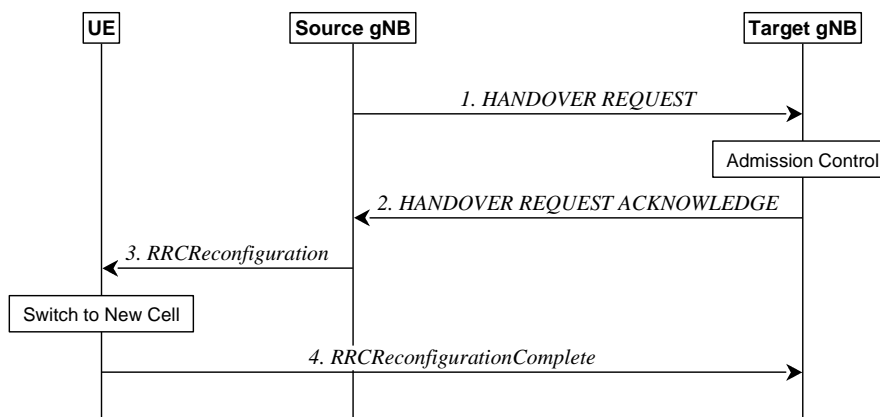 UE
Source gNB
Target gNB
1. HANDOVER REQUEST
Admission Control
2. HANDOVER REQUEST ACKNOWLEDGE
3. RRCReconfiguration
Switch to New Cell
4. RRCReconfigurationComplete